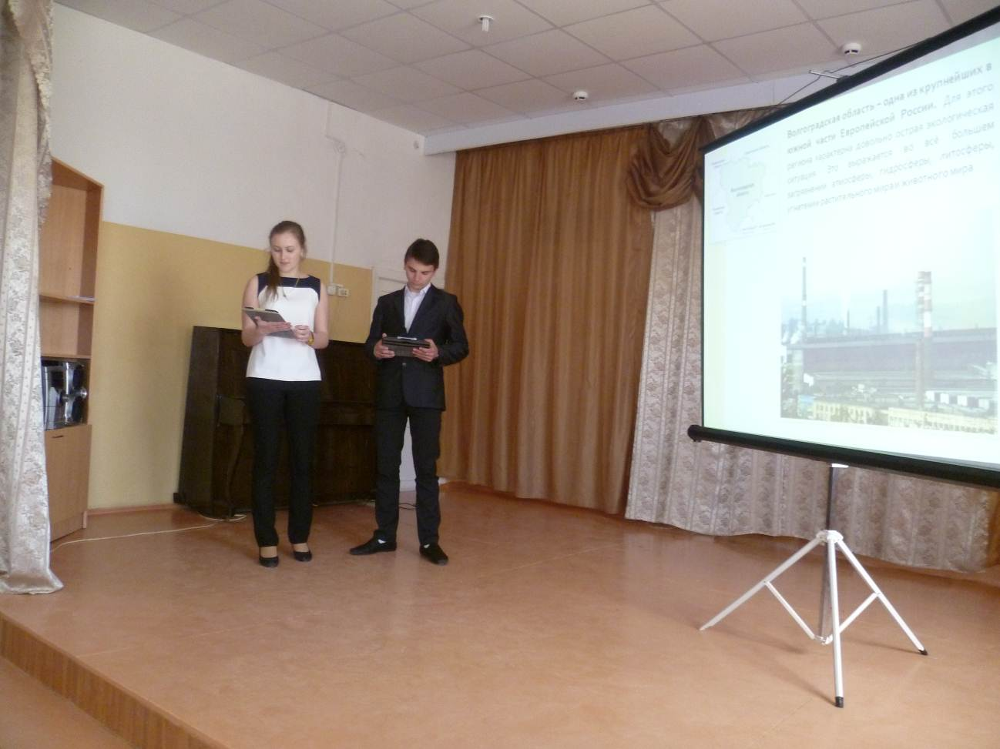 Волгоградская область – одна из крупнейших в
южной части Европейской России. Для этого
региона характерна довольно острая экологическая
ситуация. Это выражается во всё большем
загрязнении атмосферы, гидросферы, литосферы,
угнетении растительного мира и животного мира